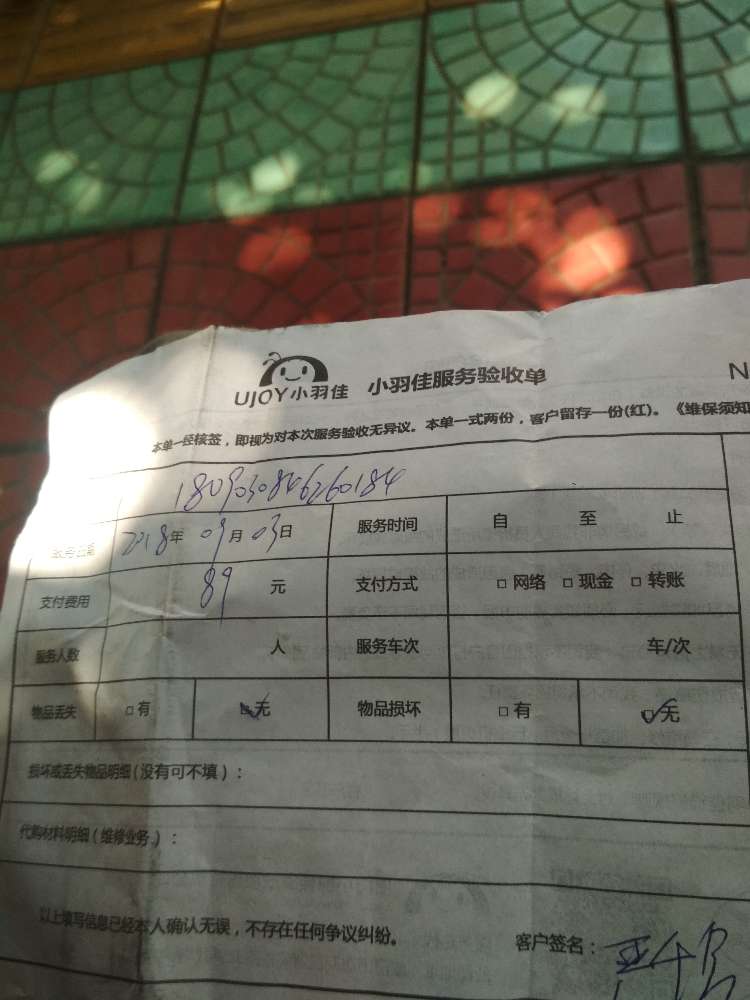 UJOY小羽佳 小羽佳服务验收单 N
本单一经核签，即视为对本次服务验收无异议。本单一式两份，客户留存一份(红)。《维保须知
1809030846260184
服务日期 2018年 09月 03日 服务时间 自 至 止
支付费用 89 元 支付方式 □网络 □现金 □转账
服务人数 人 服务车次 车/次
物品丢失 □有 ☑无 物品损坏 □有 ☑无
损坏或丢失物品明细（没有可不填）：
代购材料明细（维修业务）：
以上填写信息已经本人确认无误，不存在任何争议纠纷。 客户签名：